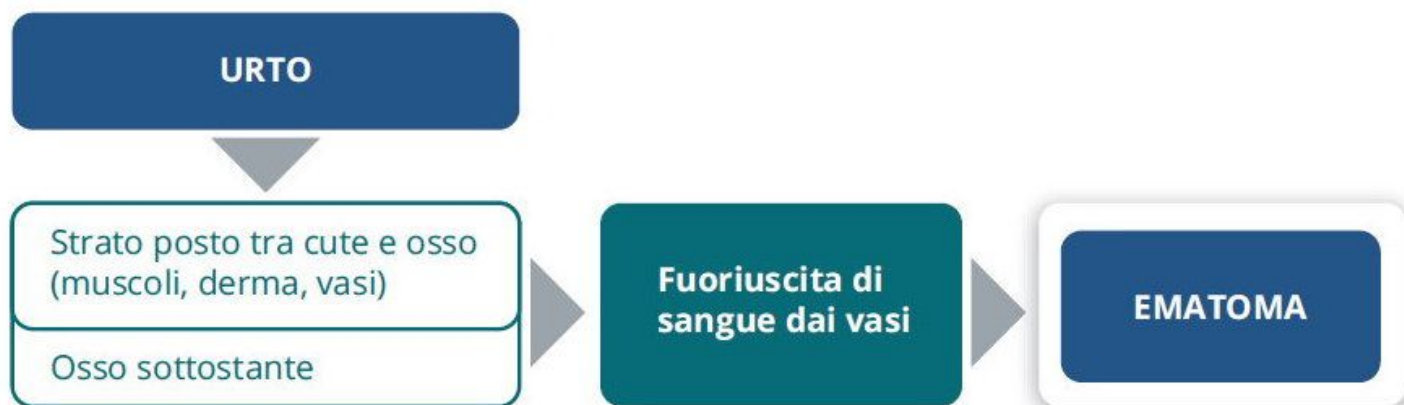 URTO
Strato posto tra cute e osso
(muscoli, derma, vasi)
Osso sottostante
Fuoriuscita di
sangue dai vasi
EMATOMA